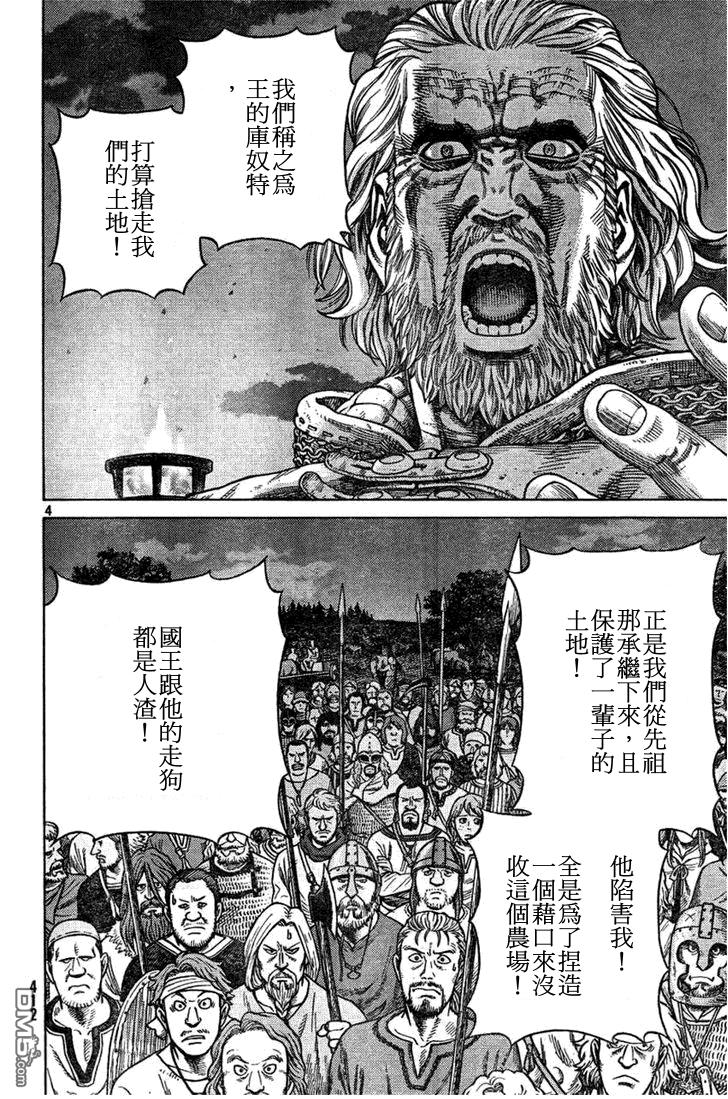 我們稱之爲
王的庫奴特
，
打算搶走我
們的土地！
4
正是我們從先祖
那承繼下來，且
保護了一輩子的
土地！
他陷害我！
全是爲了捏造
一個藉口來沒
收這個農場！
國王跟他的走狗
都是人渣！
412
DM5.com